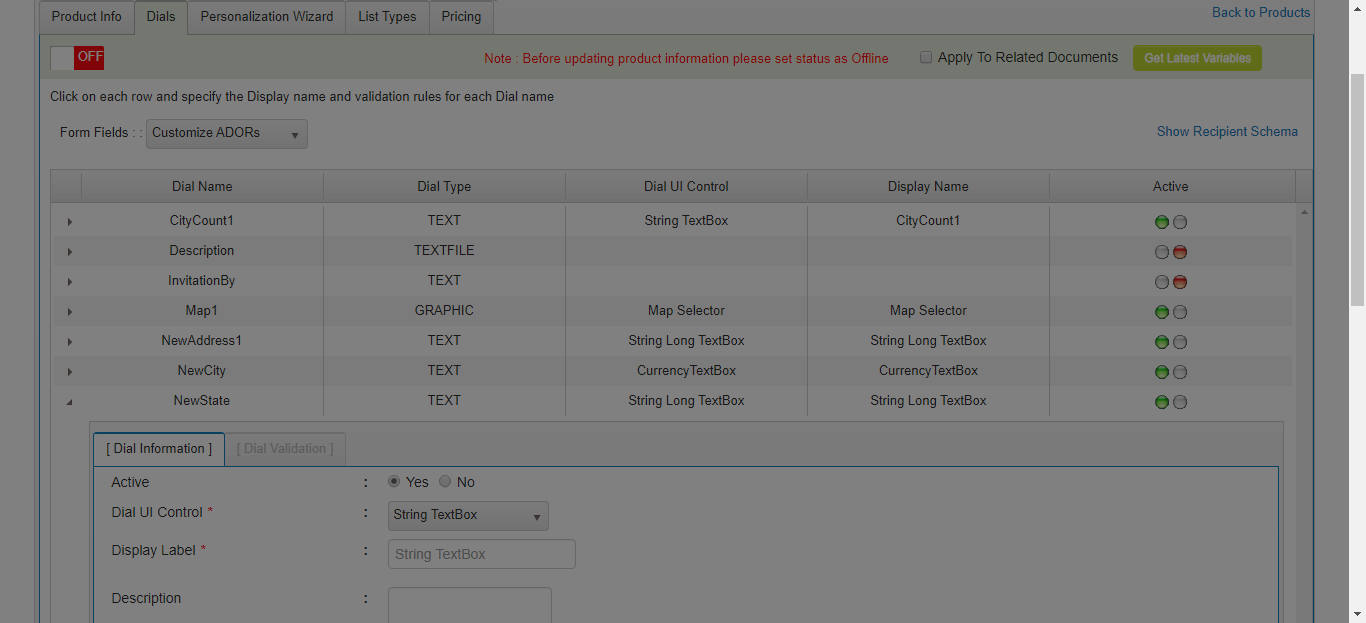 Product Info Dials Personalization Wizard List Types Pricing Back to Products
OFF Note : Before updating product information please set status as Offline Apply To Related Documents Get Latest Variables
Click on each row and specify the Display name and validation rules for each Dial name
Form Fields : : Customize ADORs Show Recipient Schema
Dial Name Dial Type Dial UI Control Display Name Active
CityCount1 TEXT String TextBox CityCount1
Description TEXTFILE
InvitationBy TEXT
Map1 GRAPHIC Map Selector Map Selector
NewAddress1 TEXT String Long TextBox String Long TextBox
NewCity TEXT CurrencyTextBox CurrencyTextBox
NewState TEXT String Long TextBox String Long TextBox
[ Dial Information ] [ Dial Validation ]
Active : Yes No
Dial UI Control * : String TextBox
Display Label * : String TextBox
Description :